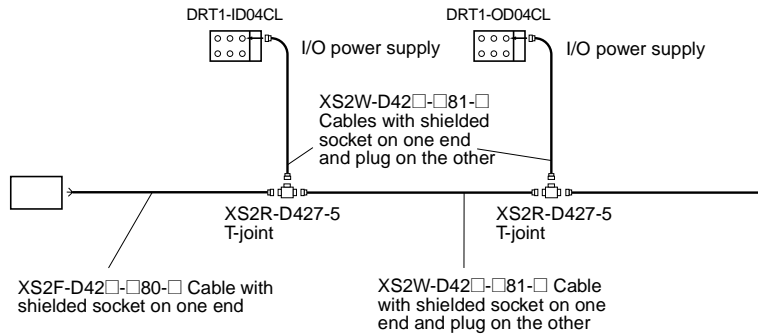 DRT1-ID04CL
DRT1-OD04CL
I/O power supply
I/O power supply
XS2W-D42□-□81-□
Cables with shielded
socket on one end
and plug on the other
XS2R-D427-5
T-joint
XS2R-D427-5
T-joint
XS2F-D42□-□80-□ Cable with
shielded socket on one end
XS2W-D42□-□81-□ Cable
with shielded socket on one
end and plug on the other